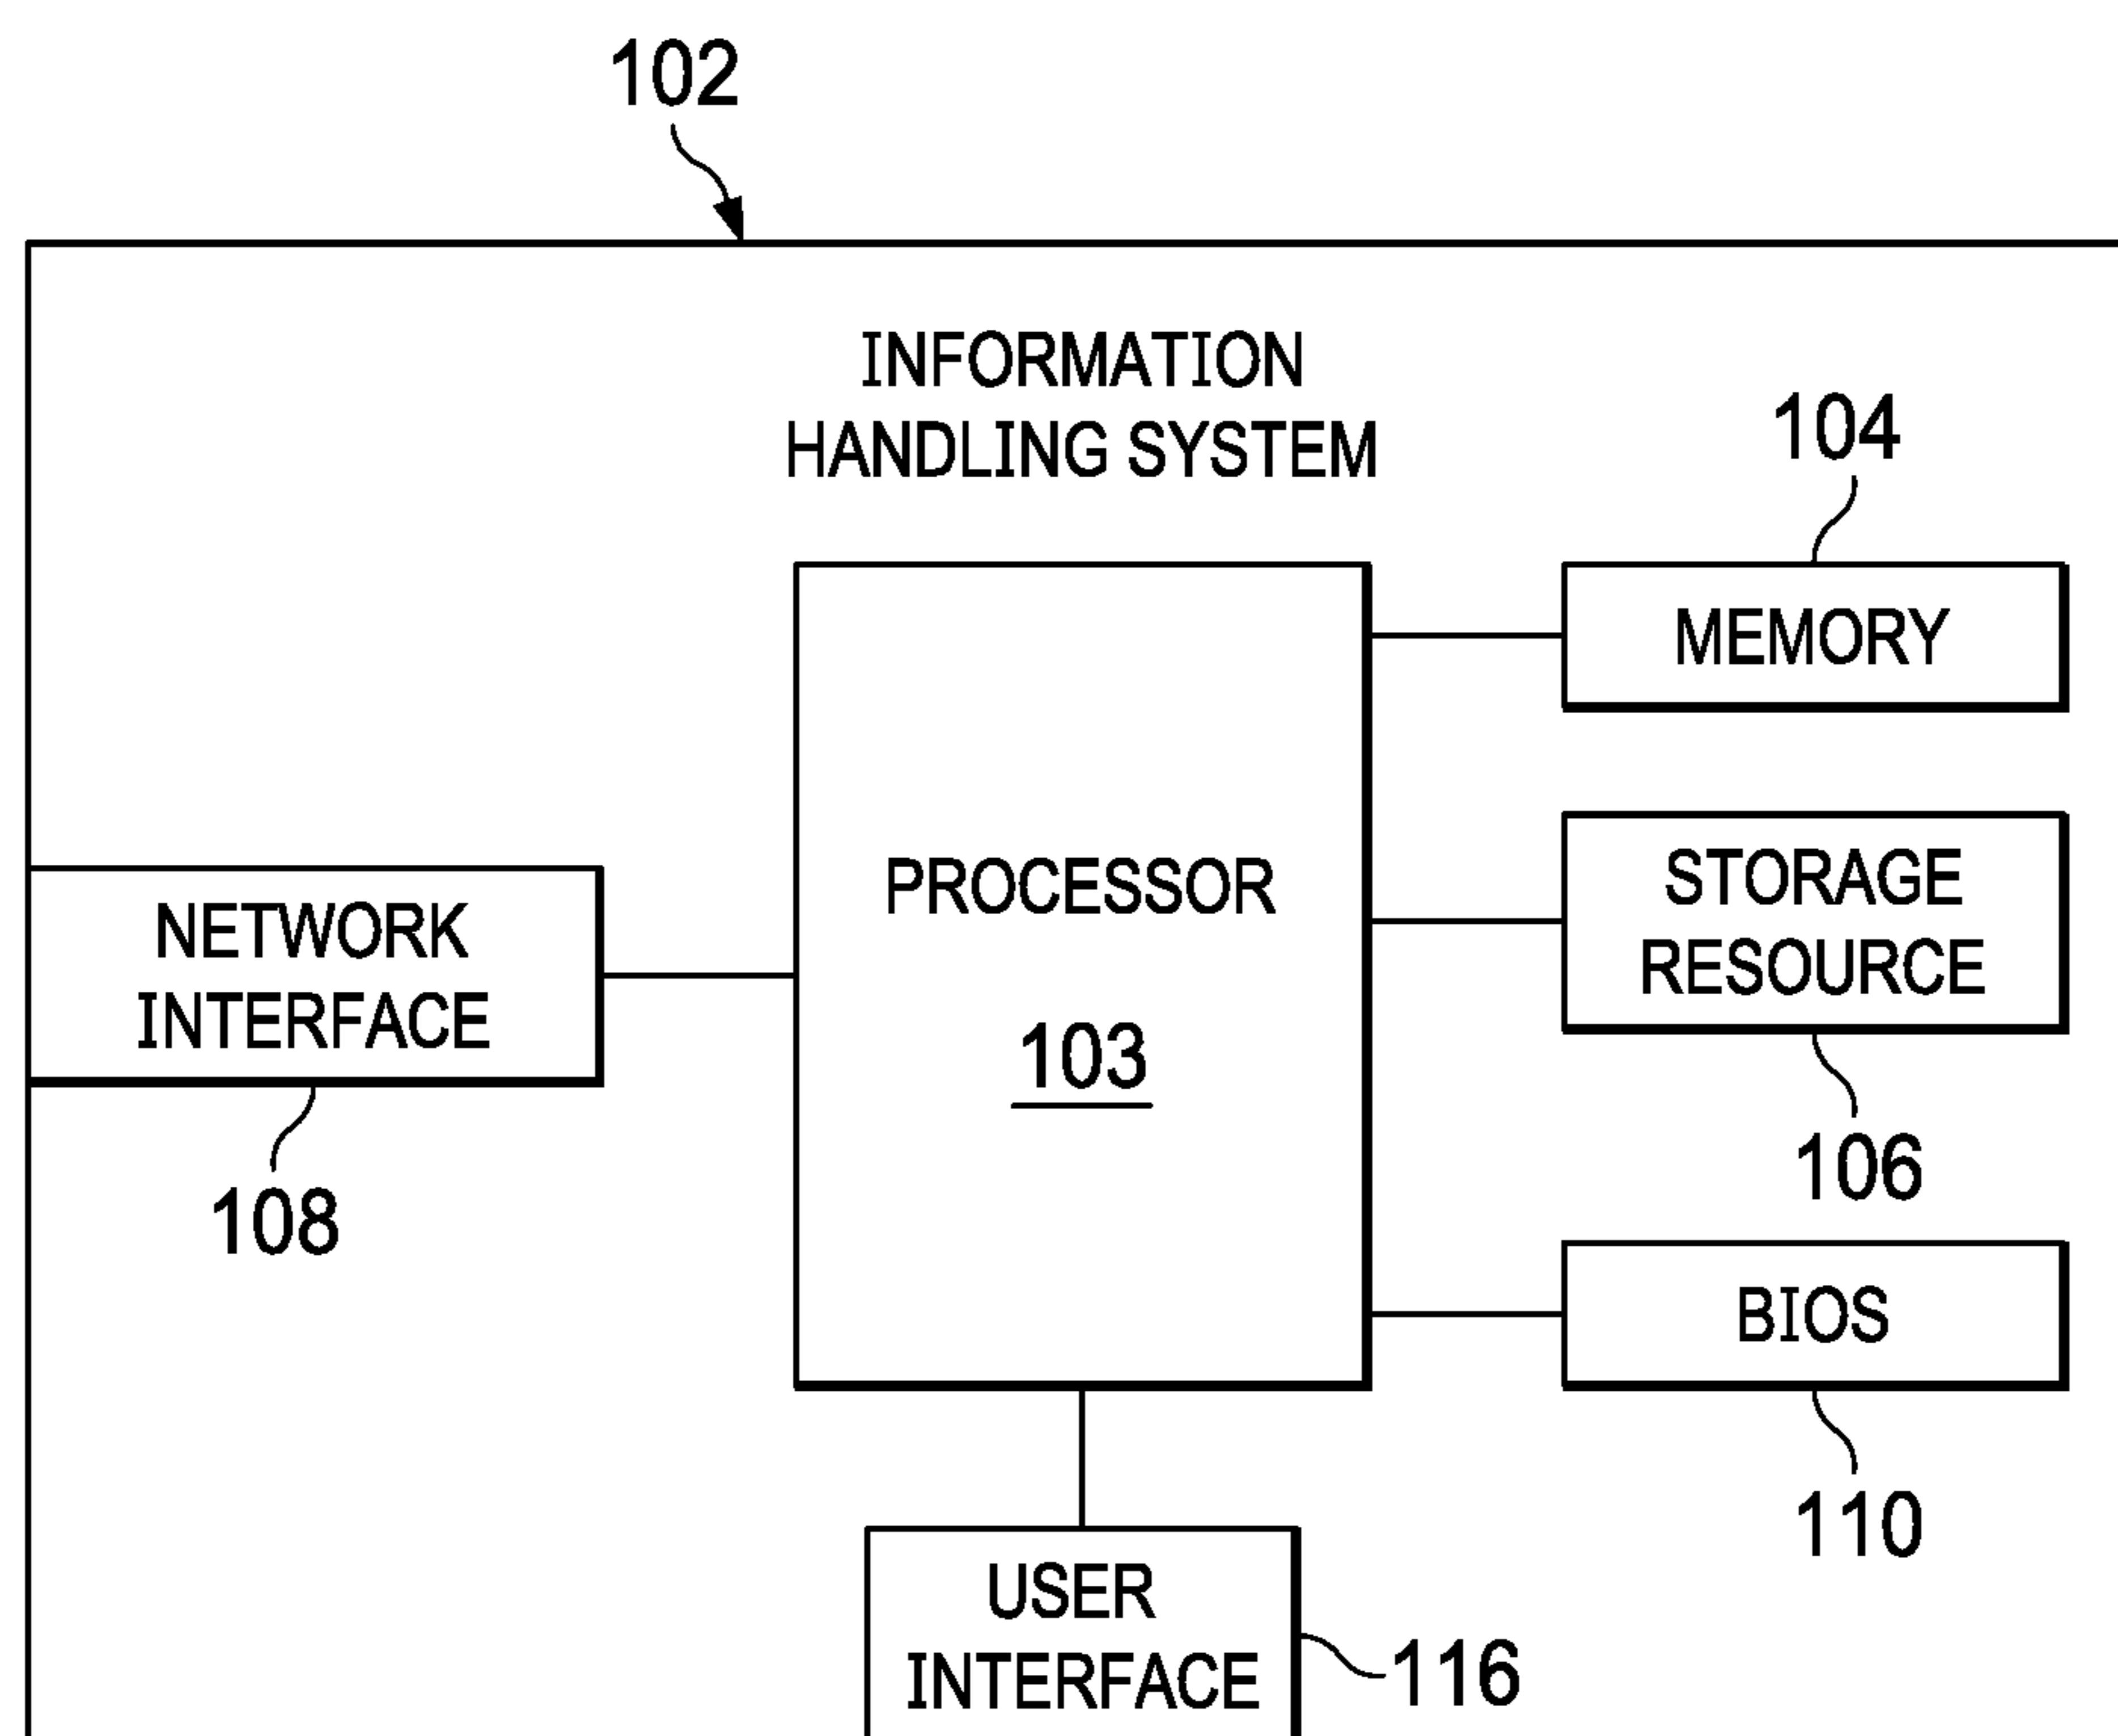 102
INFORMATION
HANDLING SYSTEM
104
MEMORY
PROCESSOR
103
STORAGE
RESOURCE
106
NETWORK
INTERFACE
108
BIOS
110
USER
INTERFACE
116